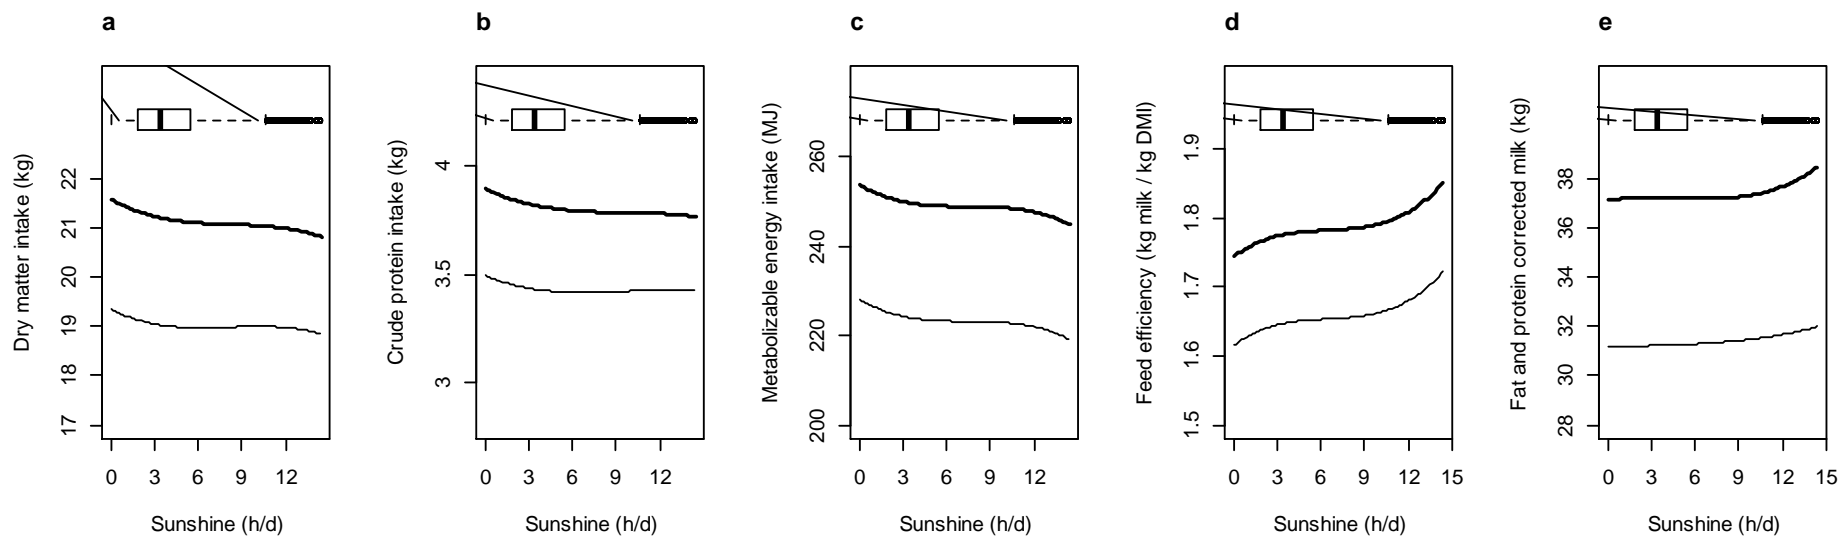 a
b
c
d
e
Dry matter intake (kg)
17
18
19
20
21
22
0 3 6 9 12
Sunshine (h/d)
Crude protein intake (kg)
3
3.5
4
0 3 6 9 12
Sunshine (h/d)
Metabolizable energy intake (MJ)
200
220
240
260
0 3 6 9 12
Sunshine (h/d)
Feed efficiency (kg milk / kg DMI)
1.5
1.6
1.7
1.8
1.9
0 3 6 9 12 15
Sunshine (h/d)
Fat and protein corrected milk (kg)
28
30
32
34
36
38
0 3 6 9 12 15
Sunshine (h/d)